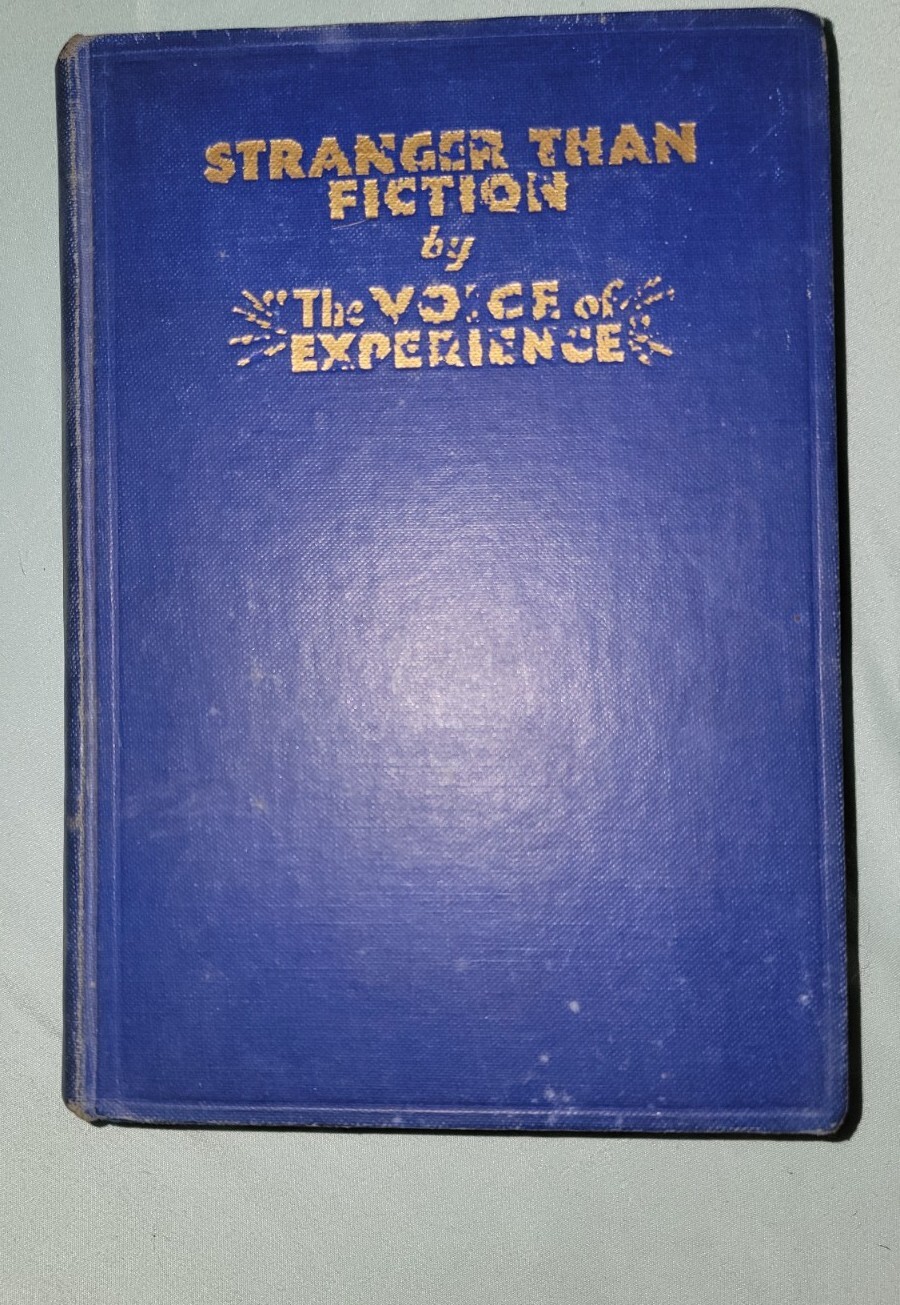 STRANGER THAN
FICTION
by
"The VOICE of
EXPERIENCE"